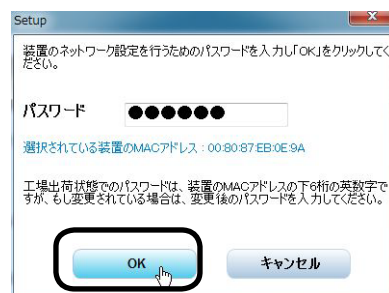 Setup
装置のネットワーク設定を行うためのパスワードを入力し「OK」をクリックしてく
ださい。
パスワード ●●●●●●
選択されている装置のMACアドレス : 00:80:87:EB:0E:9A
工場出荷状態でのパスワードは、装置のMACアドレスの下6桁の英数字で
すが、もし変更されている場合は、変更後のパスワードを入力してください。
OK キャンセル